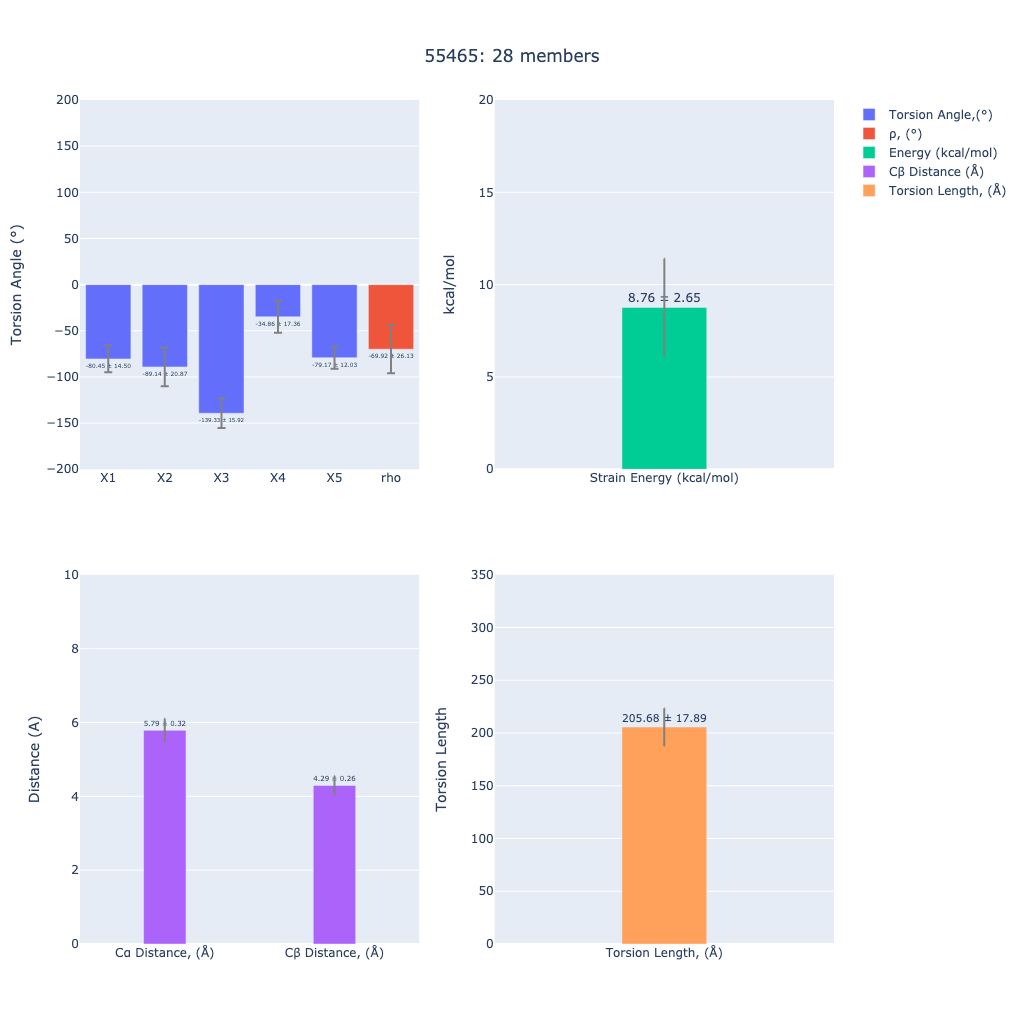 55465: 28 members
Torsion Angle (°)
200
150
100
50
0
−50
−100
−150
−200
-80.45 ± 14.50
-89.14 ± 20.87
-139.33 ± 15.92
-34.86 ± 17.36
-79.17 ± 12.03
-69.92 ± 26.13
X1 X2 X3 X4 X5 rho
kcal/mol
20
15
10
5
0
8.76 ± 2.65
Strain Energy (kcal/mol)
Torsion Angle,(°)
ρ, (°)
Energy (kcal/mol)
Cβ Distance (Å)
Torsion Length, (Å)
Distance (A)
10
8
6
4
2
0
5.79 ± 0.32
4.29 ± 0.26
Cα Distance, (Å) Cβ Distance, (Å)
Torsion Length
350
300
250
200
150
100
50
0
205.68 ± 17.89
Torsion Length, (Å)